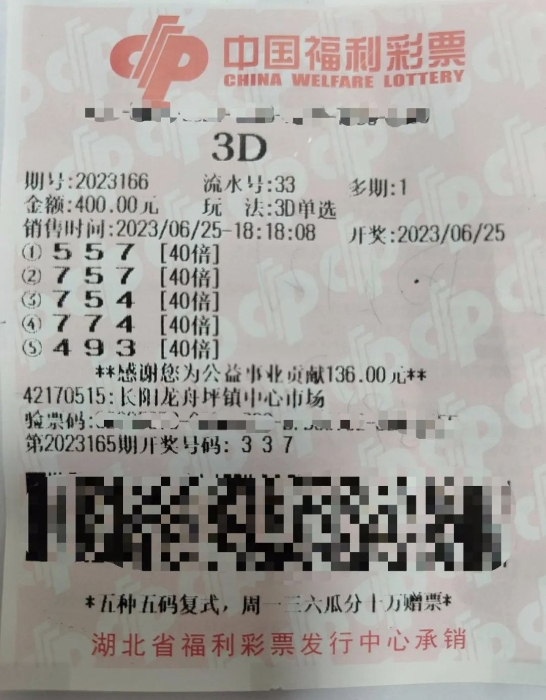 中国福利彩票
CHINA WELFARE LOTTERY
3D
期号:2023166 流水号:33 多期:1
金额:400.00元 玩 法:3D单选
销售时间:2023/06/25-18:18:08 开奖:2023/06/25
① 5 5 7 [40倍]
② 7 5 7 [40倍]
③ 7 5 4 [40倍]
④ 7 7 4 [40倍]
⑤ 4 9 3 [40倍]
**感谢您为公益事业贡献136.00元**
42170515:长阳龙舟坪镇中心市场
验票码:
第2023165期开奖号码: 3 3 7
*五种五码复式，周一三六瓜分十万赠票*
湖北省福利彩票发行中心承销